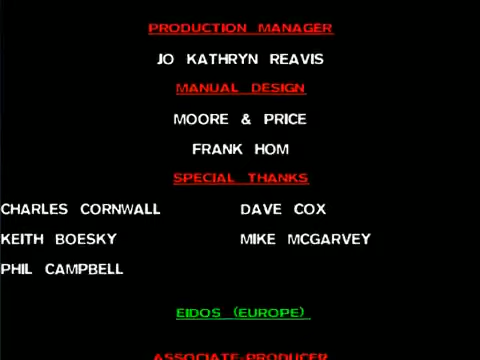 PRODUCTION MANAGER
JO KATHRYN REAVIS
MANUAL DESIGN
MOORE & PRICE
FRANK HOM
SPECIAL THANKS
CHARLES CORNWALL DAVE COX
KEITH BOESKY MIKE MCGARVEY
PHIL CAMPBELL
EIDOS (EUROPE)
ASSOCIATE-PRODUCER